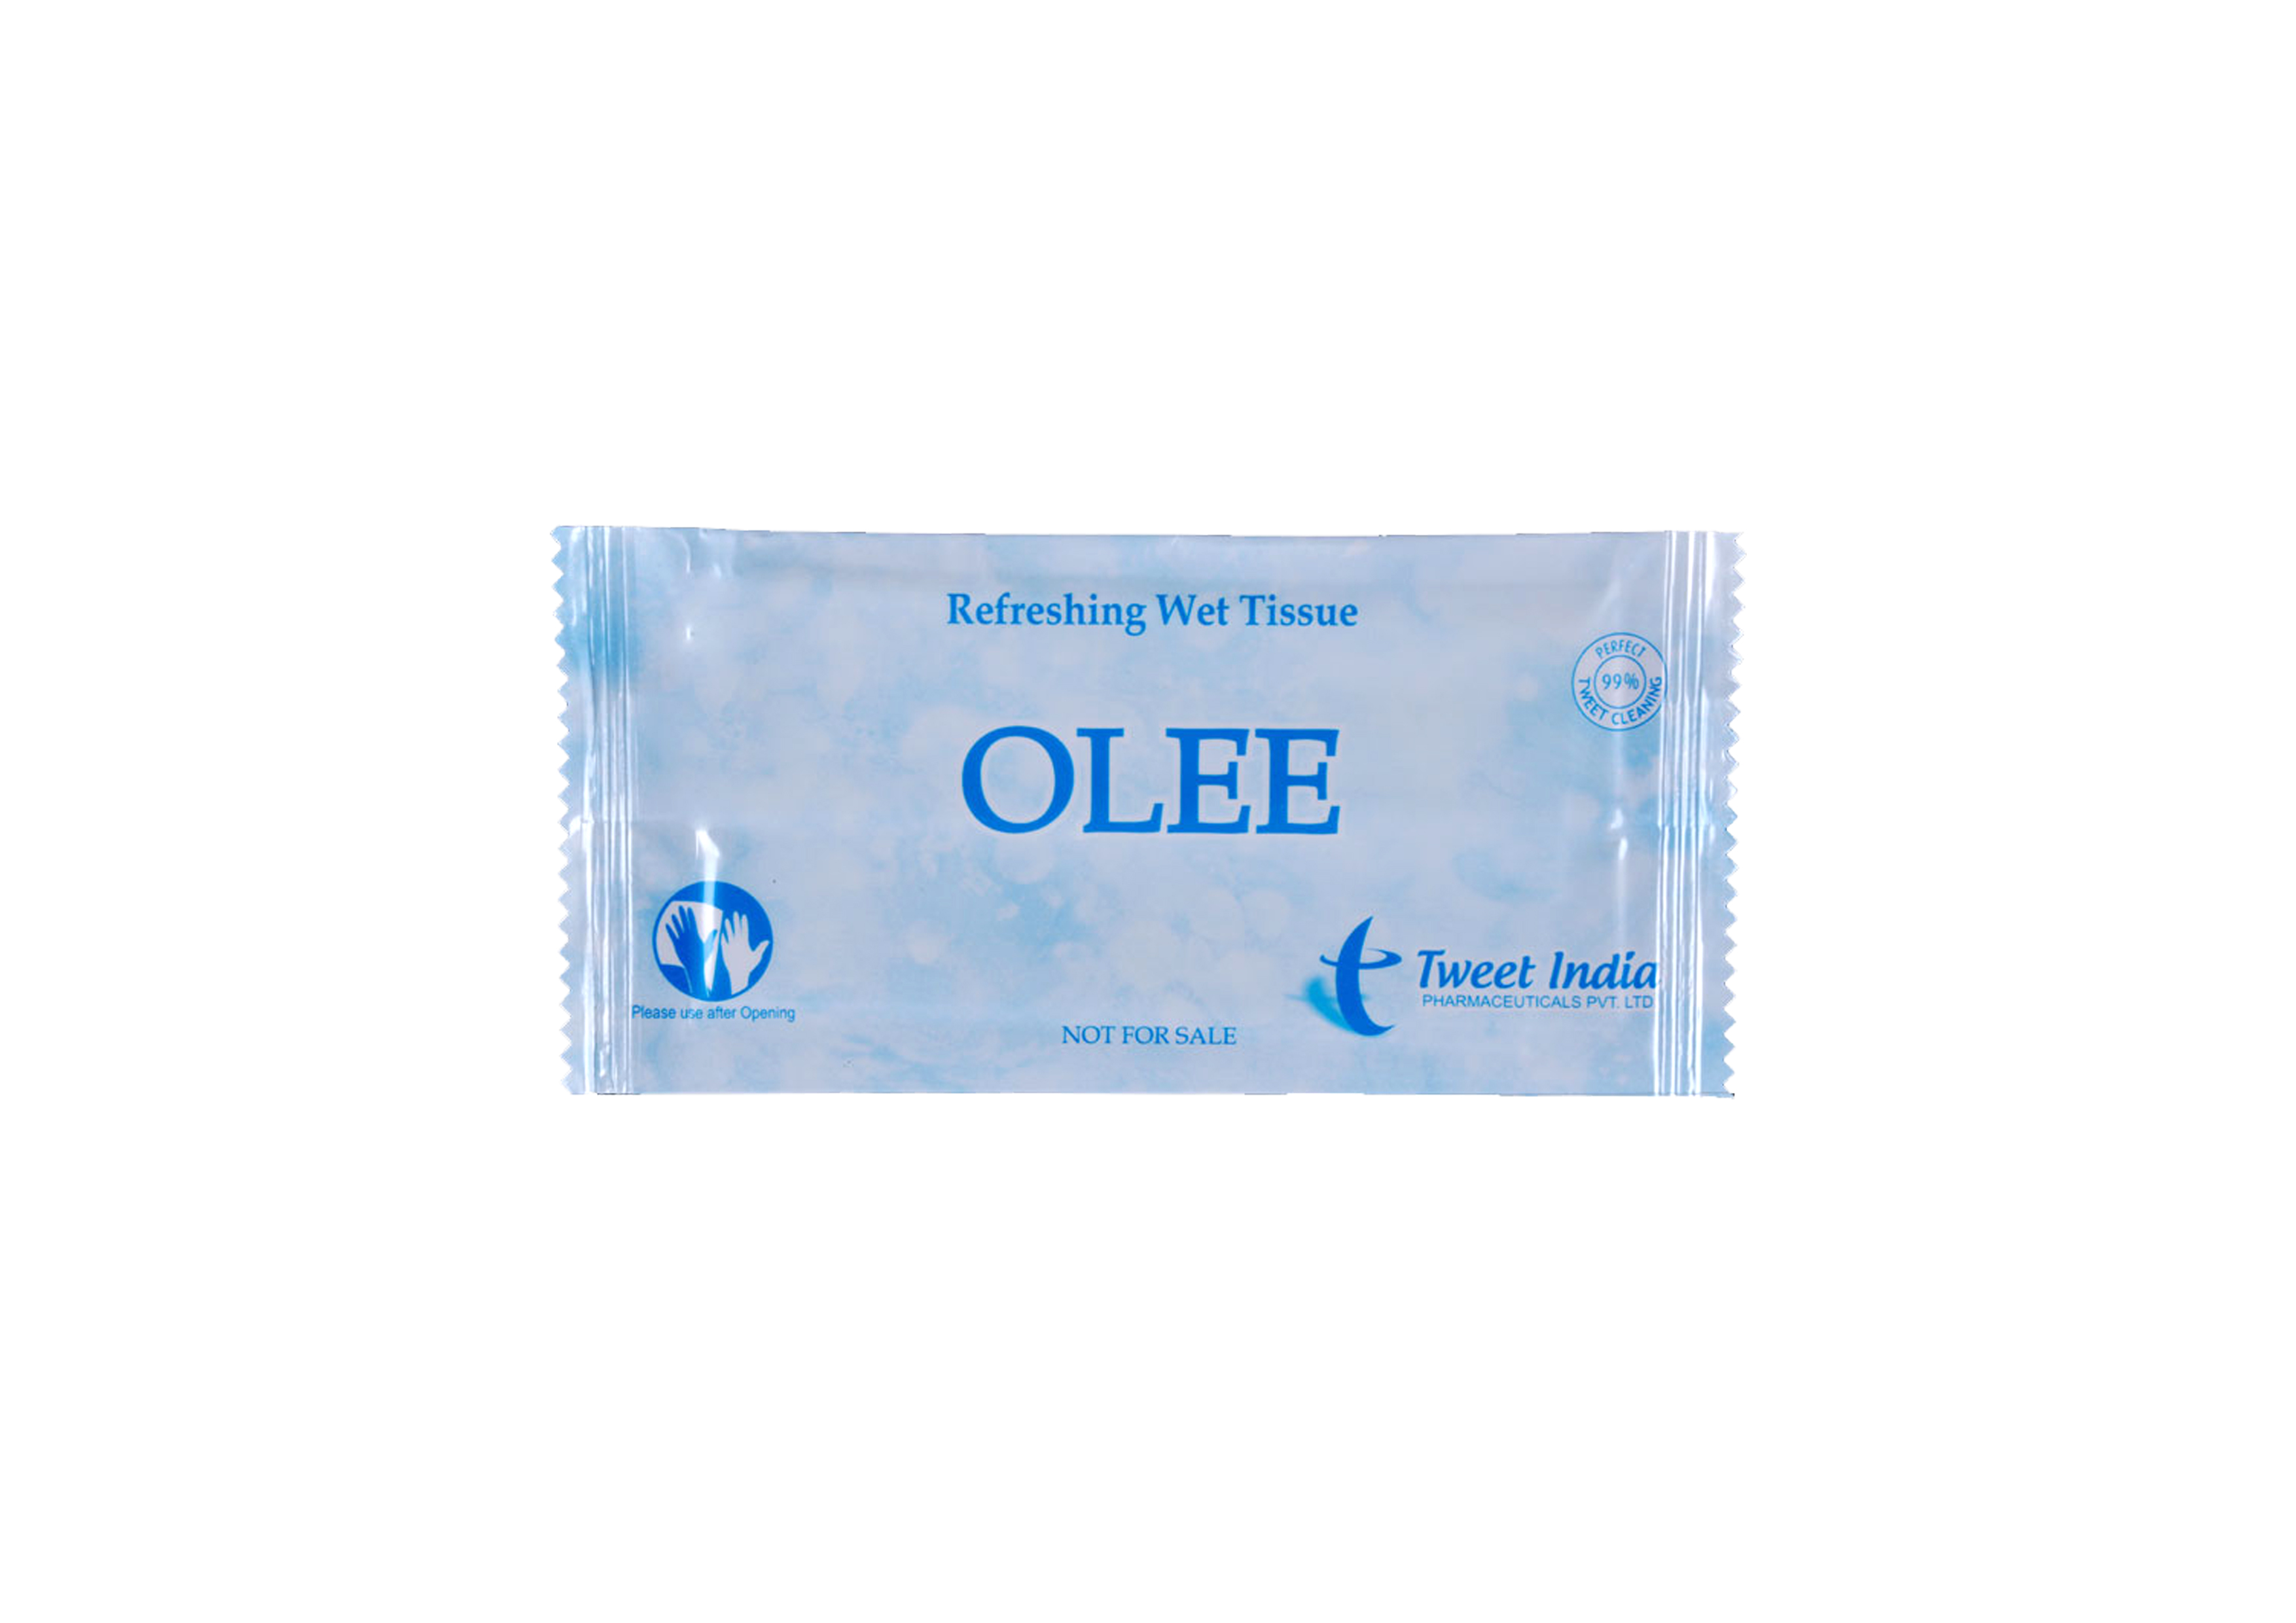 Refreshing Wet Tissue
PERFECT
99%
TWEET CLEANING
OLEE
Please use after Opening
Tweet India
PHARMACEUTICALS PVT. LTD
NOT FOR SALE